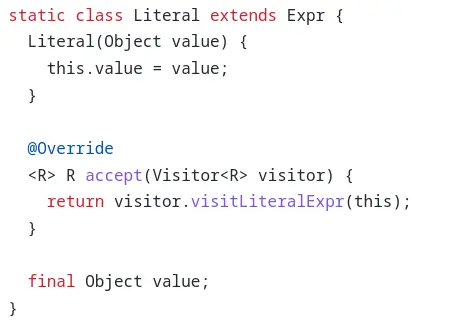 static class Literal extends Expr {
  Literal(Object value) {
    this.value = value;
  }

  @Override
  <R> R accept(Visitor<R> visitor) {
    return visitor.visitLiteralExpr(this);
  }

  final Object value;
}